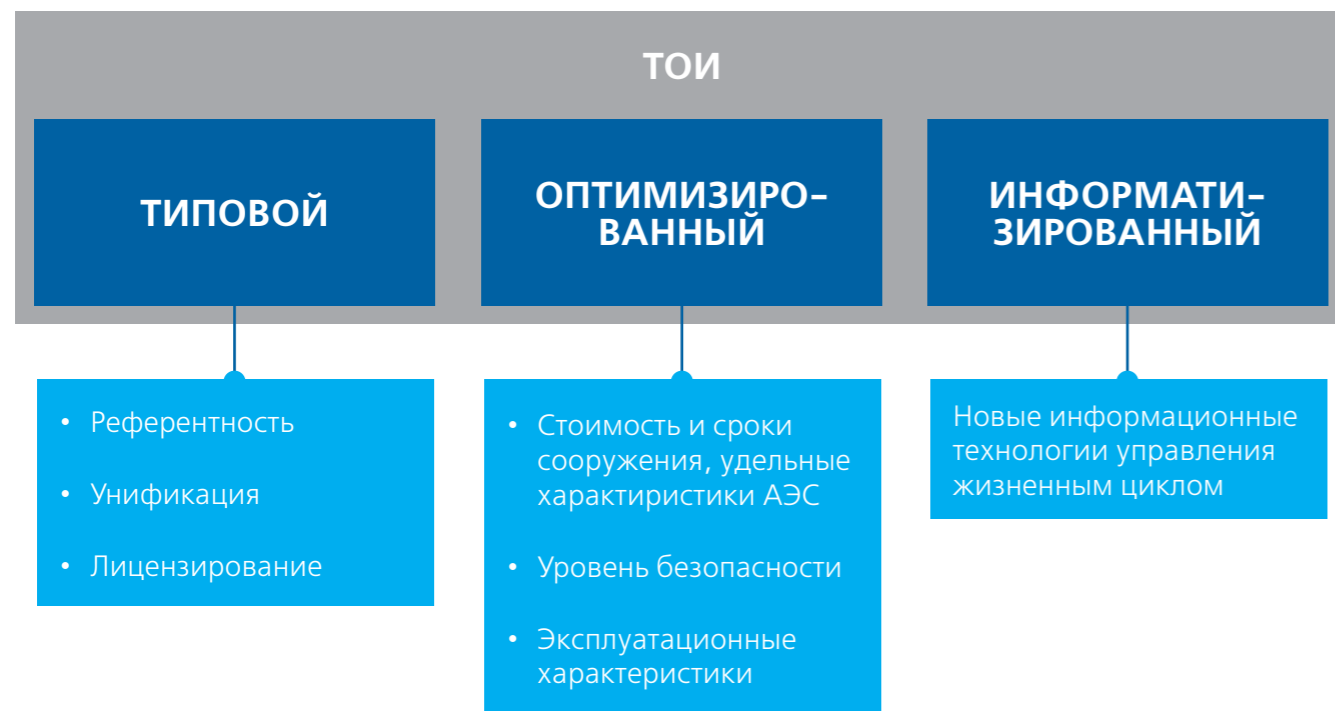 ТОИ
ТИПОВОЙ
ОПТИМИЗИРО-
ВАННЫЙ
ИНФОРМАТИ-
ЗИРОВАННЫЙ
• Референтность
• Унификация
• Лицензирование
• Стоимость и сроки
сооружения, удельные
характиристики АЭС
• Уровень безопасности
• Эксплуатационные
характеристики
Новые информационные
технологии управления
жизненным циклом